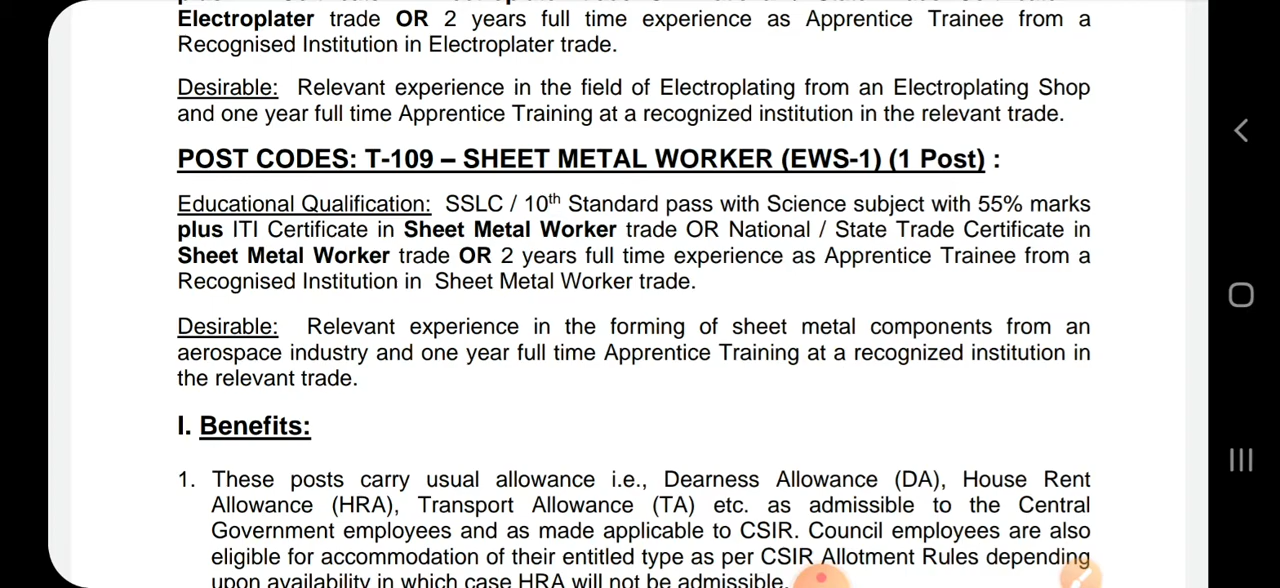 Electroplater trade OR 2 years full time experience as Apprentice Trainee from a
Recognised Institution in Electroplater trade.
Desirable: Relevant experience in the field of Electroplating from an Electroplating Shop
and one year full time Apprentice Training at a recognized institution in the relevant trade.
POST CODES: T-109 – SHEET METAL WORKER (EWS-1) (1 Post) :
Educational Qualification: SSLC / 10th Standard pass with Science subject with 55% marks
plus ITI Certificate in Sheet Metal Worker trade OR National / State Trade Certificate in
Sheet Metal Worker trade OR 2 years full time experience as Apprentice Trainee from a
Recognised Institution in Sheet Metal Worker trade.
Desirable: Relevant experience in the forming of sheet metal components from an
aerospace industry and one year full time Apprentice Training at a recognized institution in
the relevant trade.
I. Benefits:
1. These posts carry usual allowance i.e., Dearness Allowance (DA), House Rent
Allowance (HRA), Transport Allowance (TA) etc. as admissible to the Central
Government employees and as made applicable to CSIR. Council employees are also
eligible for accommodation of their entitled type as per CSIR Allotment Rules depending
upon availability in which case HRA will not be admissible.